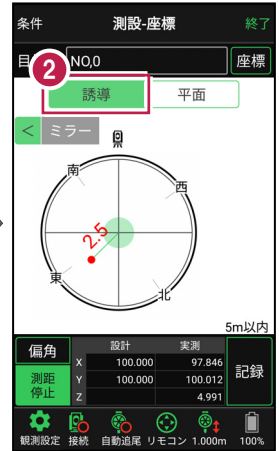 条件 測設-座標 終了
目 2 NO,0 座標
誘導 平面
< ミラー
南
西
2.5
東
北
5m以内
偏角 設計 実測 記録
X 100.000 97.846
測距停止 Y 100.000 100.012
Z 4.991
観測設定 接続 自動追尾 リモコン 1.000m 100%